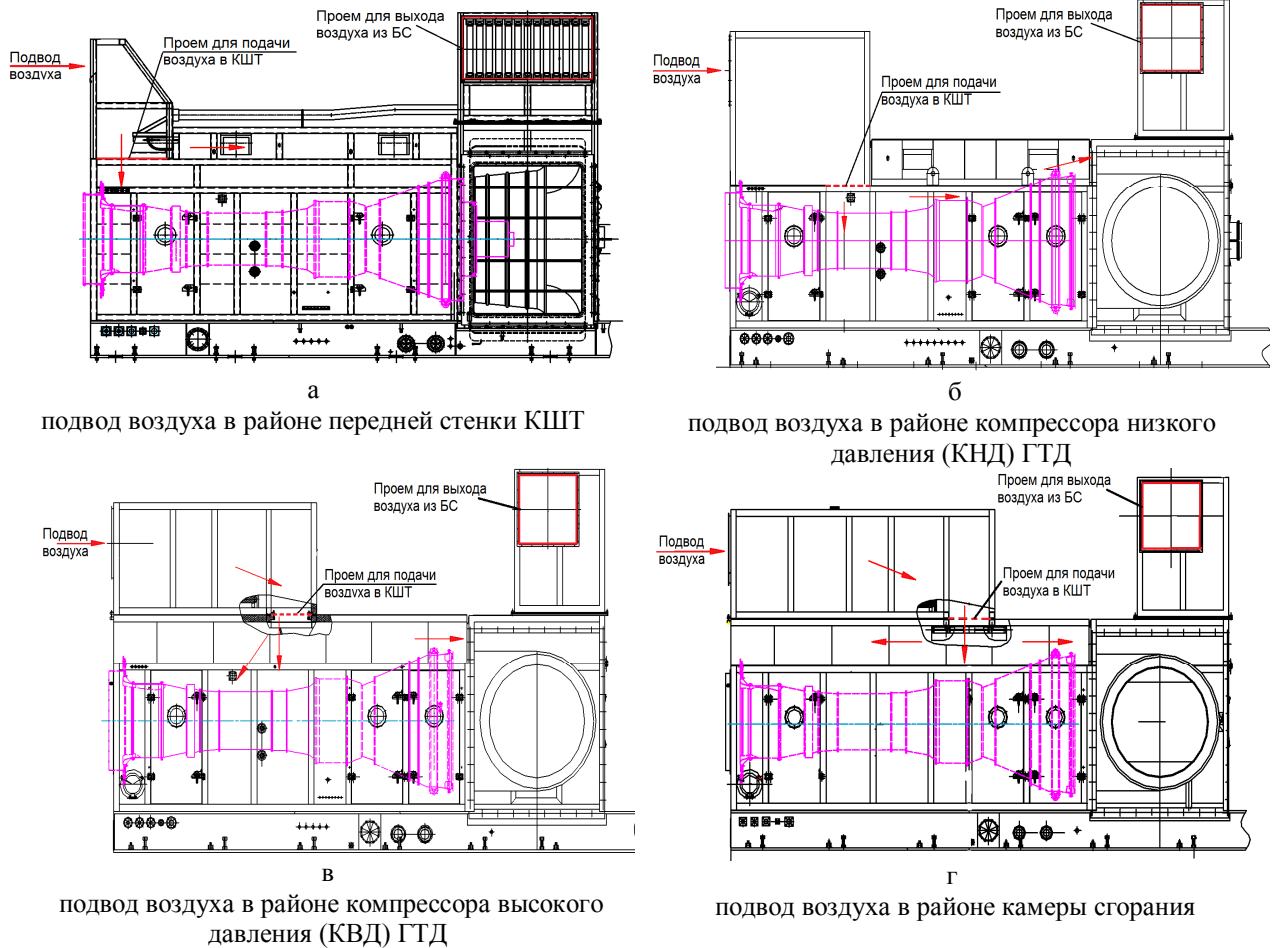 Проем для выхода
воздуха из БС
Проем для подачи
воздуха в КШТ
Подвод
воздуха
а
подвод воздуха в районе передней стенки КШТ
Проем для выхода
воздуха из БС
Подвод
воздуха
Проем для подачи
воздуха в КШТ
б
подвод воздуха в районе компрессора низкого
давления (КНД) ГТД
Проем для выхода
воздуха из БС
Подвод
воздуха
Проем для подачи
воздуха в КШТ
в
подвод воздуха в районе компрессора высокого
давления (КВД) ГТД
Проем для выхода
воздуха из БС
Подвод
воздуха
Проем для подачи
воздуха в КШТ
г
подвод воздуха в районе камеры сгорания